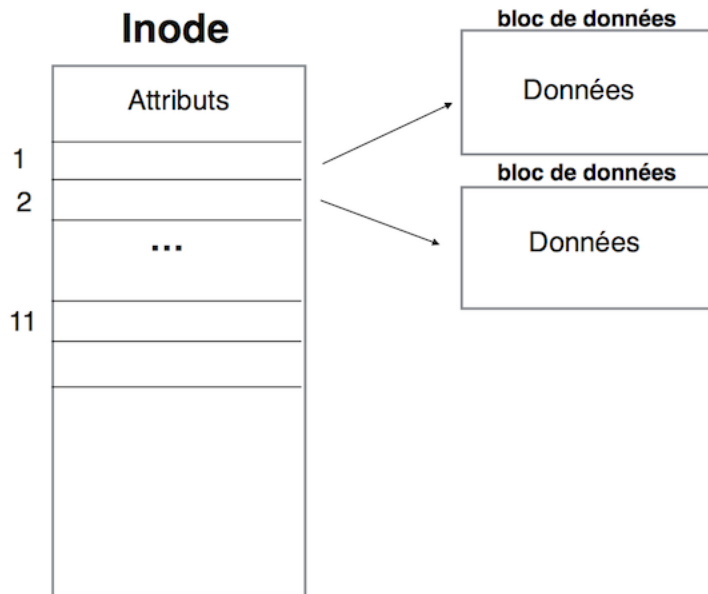 Inode
Attributs
1
2
...
11
bloc de données
Données
bloc de données
Données